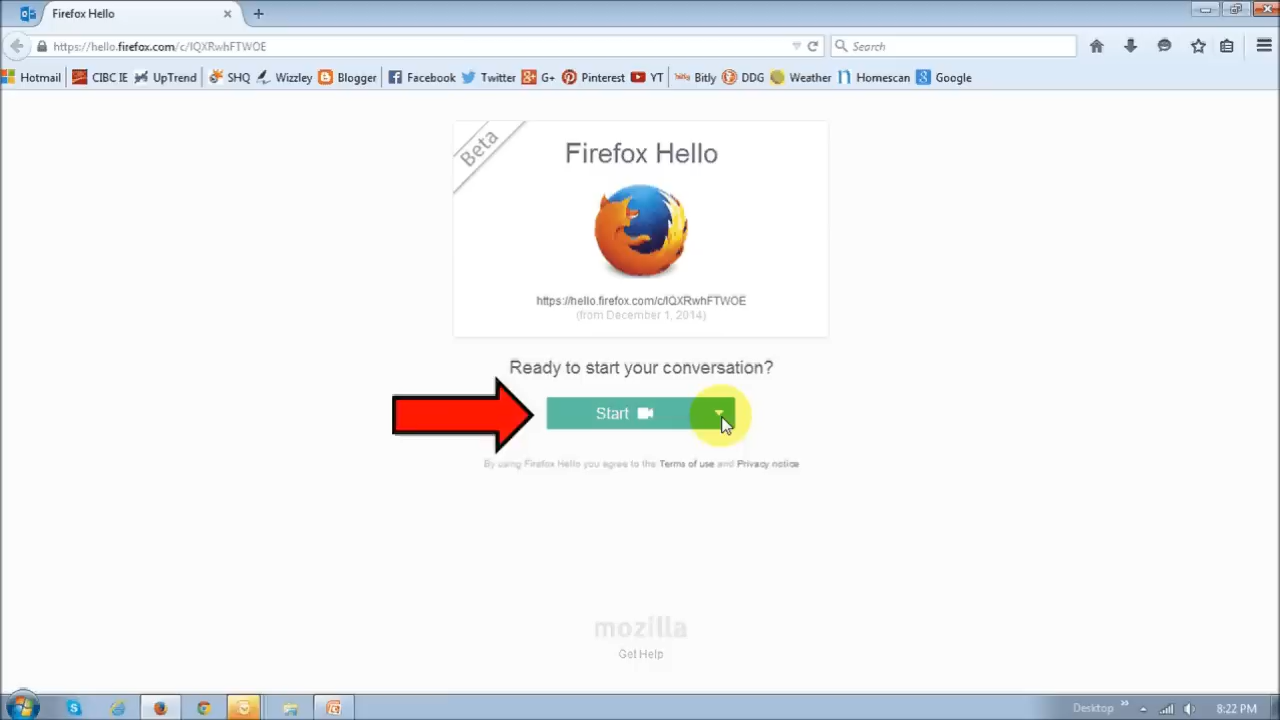 Firefox Hello
https://hello.firefox.com/c/IQXRwhFTWOE
Search
Hotmail CIBC IE UpTrend SHQ Wizzley Blogger Facebook Twitter G+ Pinterest YT Bitly DDG Weather Homescan Google
Beta
Firefox Hello
https://hello.firefox.com/c/IQXRwhFTWOE
(from December 1, 2014)
Ready to start your conversation?
Start
By using Firefox Hello you agree to the Terms of use and Privacy notice
mozilla
Get Help
Desktop
8:22 PM